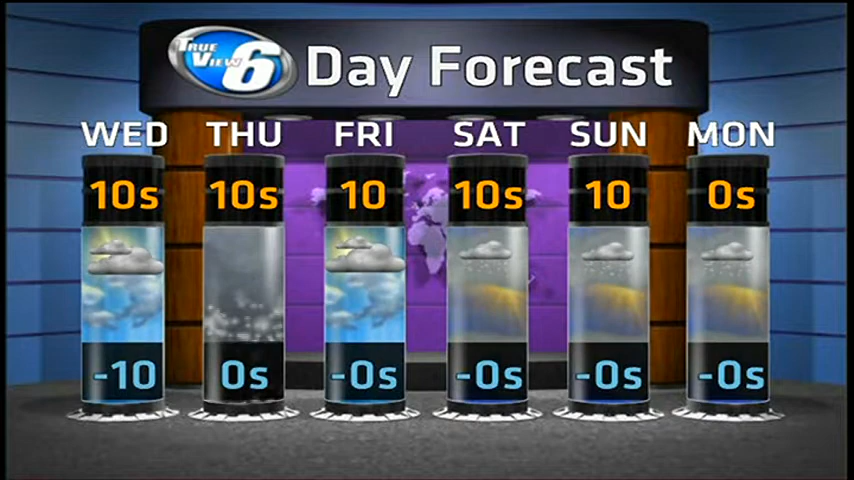 TRUE VIEW 6 Day Forecast
WED THU FRI SAT SUN MON
10s 10s 10 10s 10 0s
-10 0s -0s -0s -0s -0s